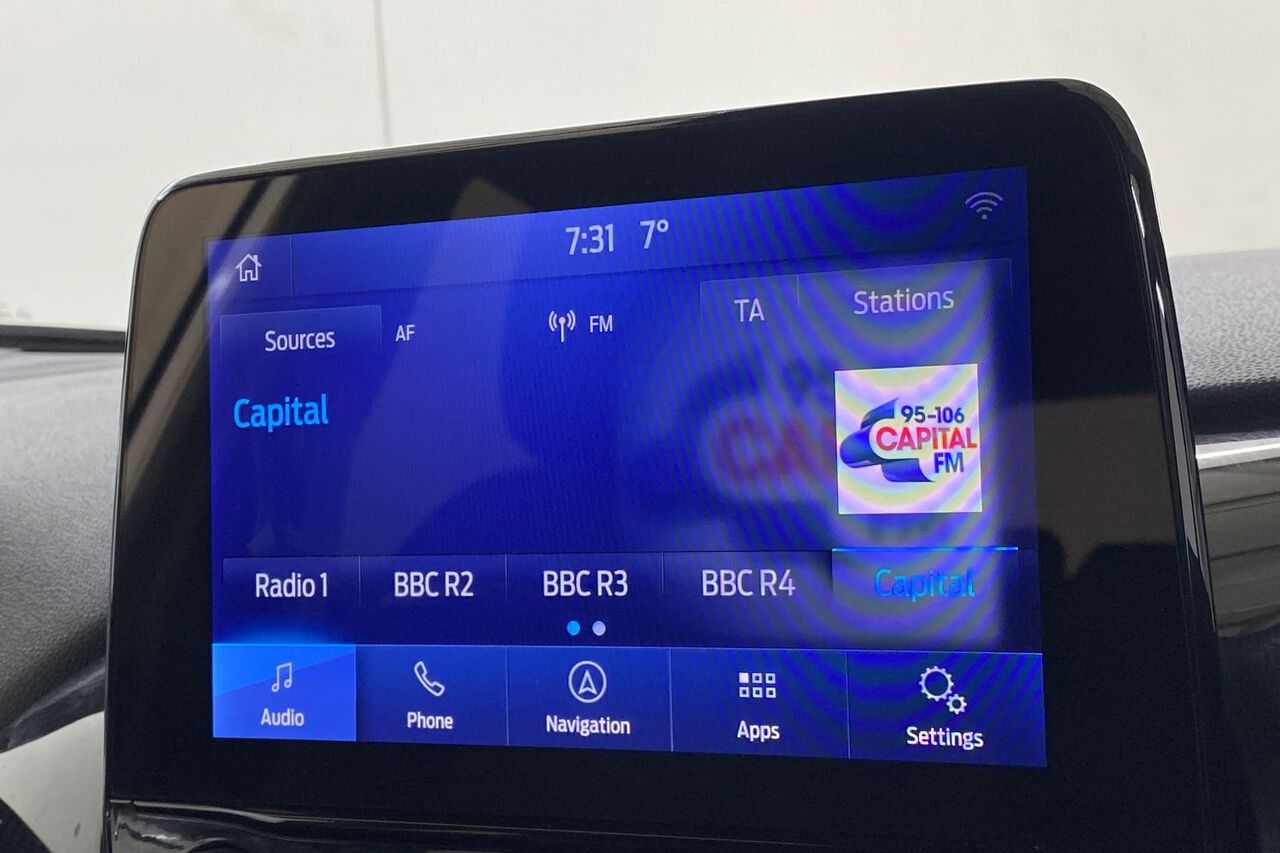 7:31 7°
Sources AF FM TA Stations
Capital
95-106
CAPITAL
FM
Radio 1 BBC R2 BBC R3 BBC R4 Capital
Audio Phone Navigation Apps Settings